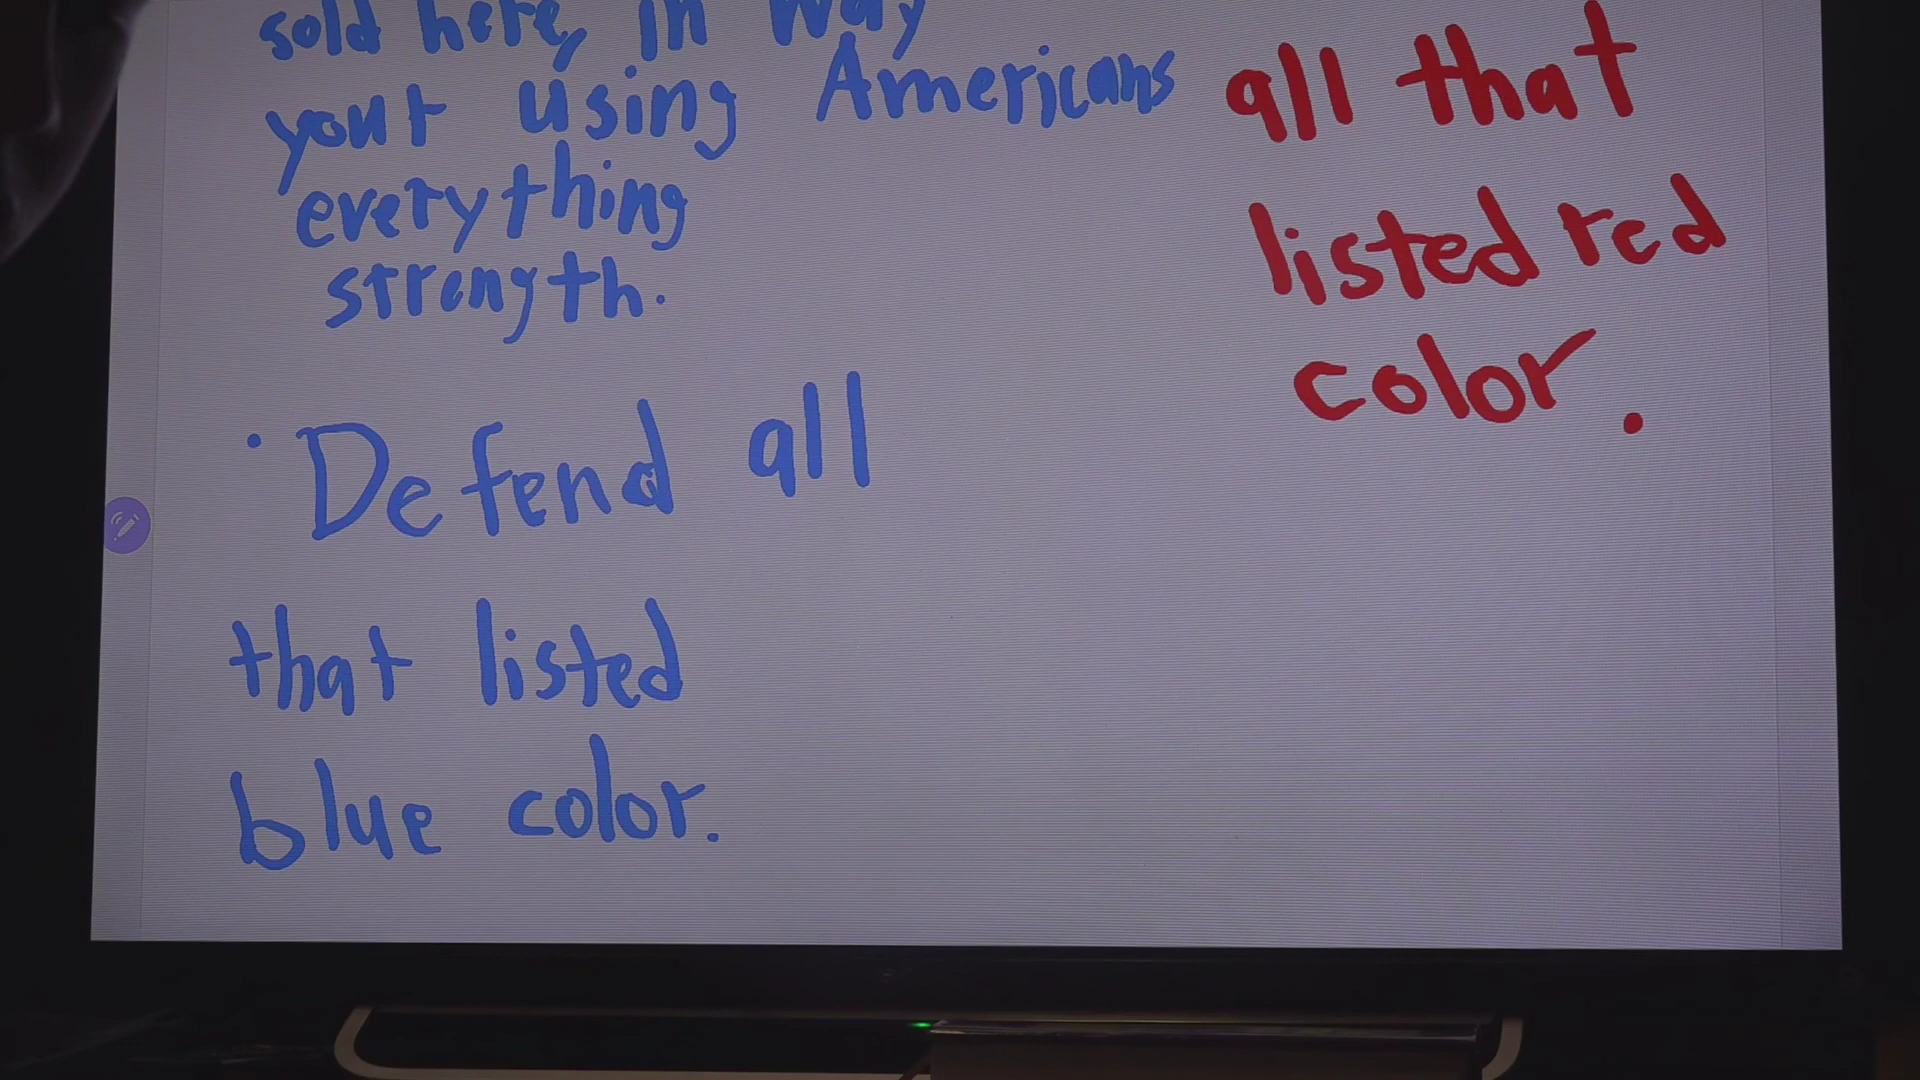 sold here, in way
your using Americans
everything
strength.
• Defend all
that listed
blue color.
all that
listed red
color.